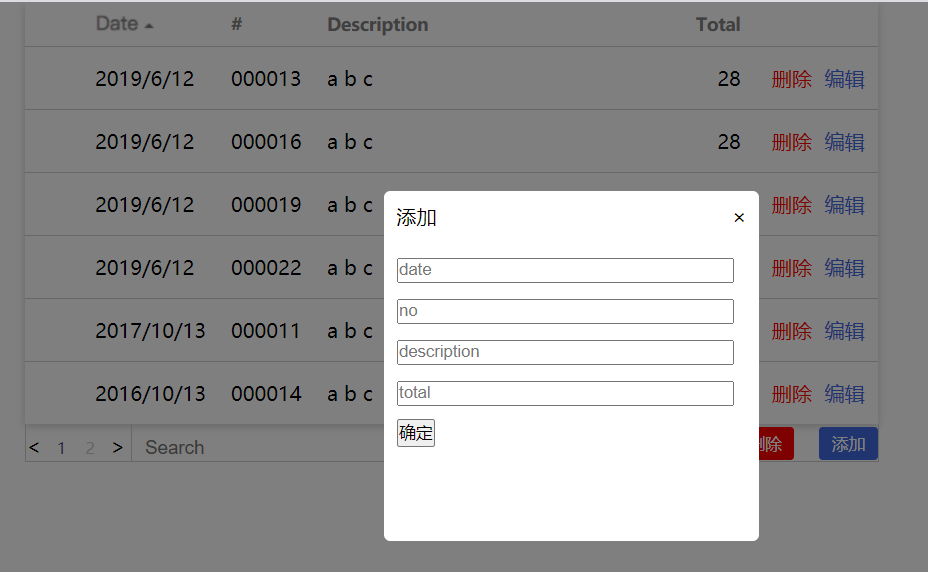 Date # Description Total
2019/6/12 000013 a b c 28 删除 编辑
2019/6/12 000016 a b c 28 删除 编辑
2019/6/12 000019 a b c 删除 编辑
2019/6/12 000022 a b c 删除 编辑
2017/10/13 000011 a b c 删除 编辑
2016/10/13 000014 a b c 删除 编辑
< 1 2 > Search 删除 添加
添加 ×
date
no
description
total
确定